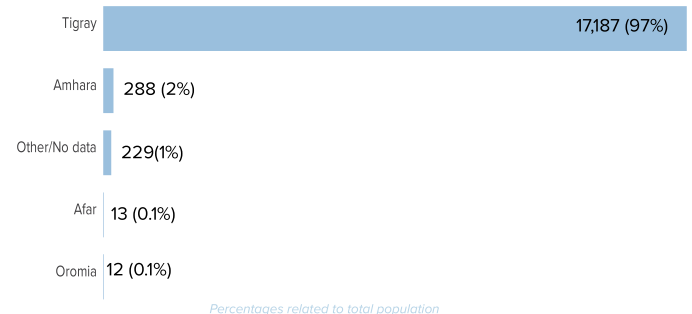 Tigray 17,187 (97%)
Amhara 288 (2%)
Other/No data 229(1%)
Afar 13 (0.1%)
Oromia 12 (0.1%)
Percentages related to total population